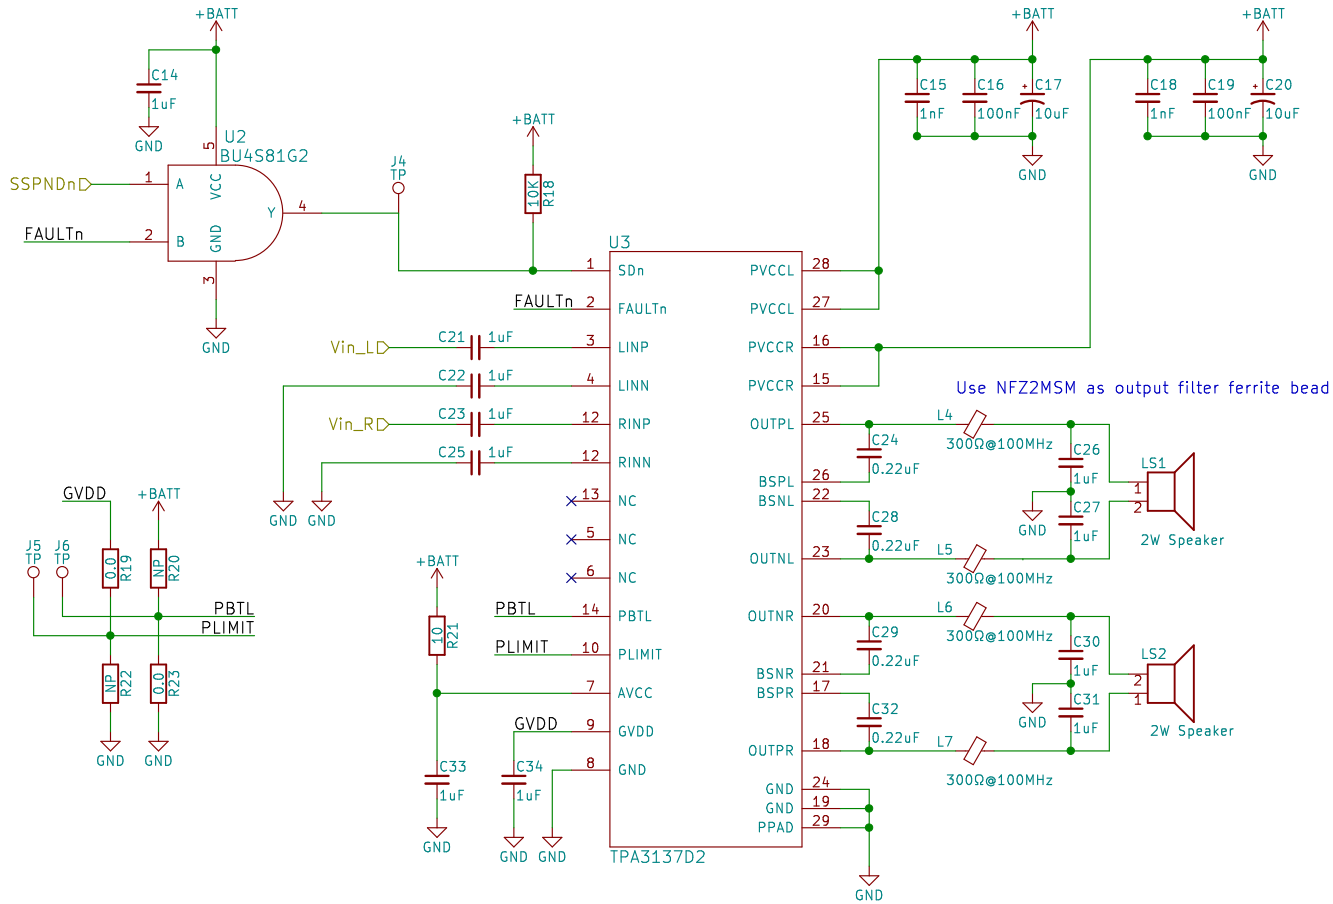 +BATT
C14
1uF
GND
U2
BU4S81G2
5
VCC
SSPNDn
1
A
Y
4
FAULTn
2
B
GND
3
GND
J4
TP
+BATT
10K
R18
+BATT
C15
1nF
C16
100nF
C17
10uF
GND
+BATT
C18
1nF
C19
100nF
C20
10uF
GND
U3
1
SDn
FAULTn
2
FAULTn
Vin_L
C21
1uF
3
LINP
C22
1uF
4
LINN
Vin_R
C23
1uF
12
RINP
C25
1uF
12
RINN
GND
GND
13
NC
5
NC
6
NC
PBTL
14
PBTL
PLIMIT
10
PLIMIT
7
AVCC
GVDD
9
GVDD
8
GND
+BATT
10
R21
C33
1uF
GND
C34
1uF
GND
GND
TPA3137D2
GVDD
+BATT
J5
TP
J6
TP
0.0
R19
NP
R20
PBTL
PLIMIT
NP
R22
0.0
R23
GND
GND
PVCCL
28
PVCCL
27
PVCCR
16
PVCCR
15
OUTPL
25
BSPL
26
BSNL
22
OUTNL
23
OUTNR
20
BSNR
21
BSPR
17
OUTPR
18
GND
24
GND
19
PPAD
29
GND
Use NFZ2MSM as output filter ferrite bead
C24
0.22uF
L4
300Ω@100MHz
C26
1uF
GND
C27
1uF
C28
0.22uF
L5
300Ω@100MHz
LS1
1
2
2W Speaker
C29
0.22uF
L6
300Ω@100MHz
C30
1uF
GND
C31
1uF
C32
0.22uF
L7
300Ω@100MHz
LS2
2
1
2W Speaker